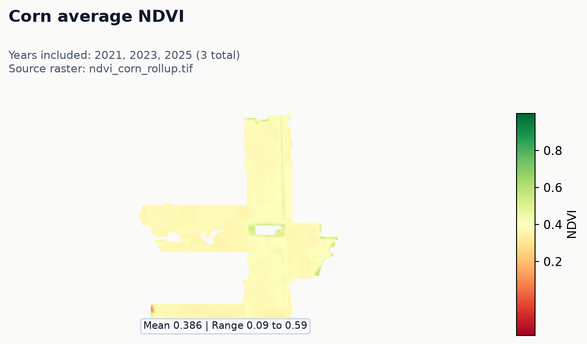 Corn average NDVI
Years included: 2021, 2023, 2025 (3 total)
Source raster: ndvi_corn_rollup.tif
0.8
0.6
0.4
0.2
NDVI
Mean 0.386 | Range 0.09 to 0.59